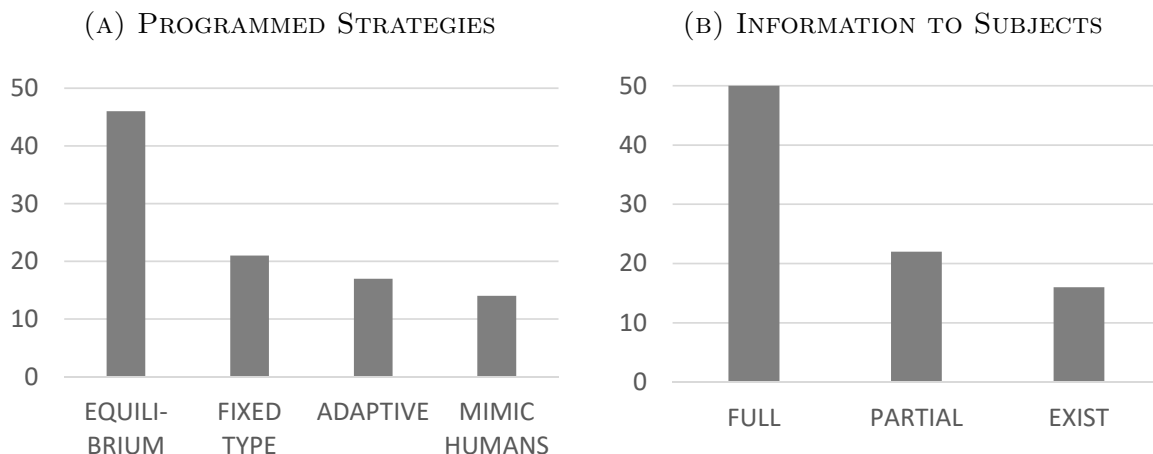 (A) PROGRAMMED STRATEGIES
50
40
30
20
10
0
EQUILI-
BRIUM
FIXED
TYPE
ADAPTIVE
MIMIC
HUMANS
(B) INFORMATION TO SUBJECTS
50
40
30
20
10
0
FULL
PARTIAL
EXIST